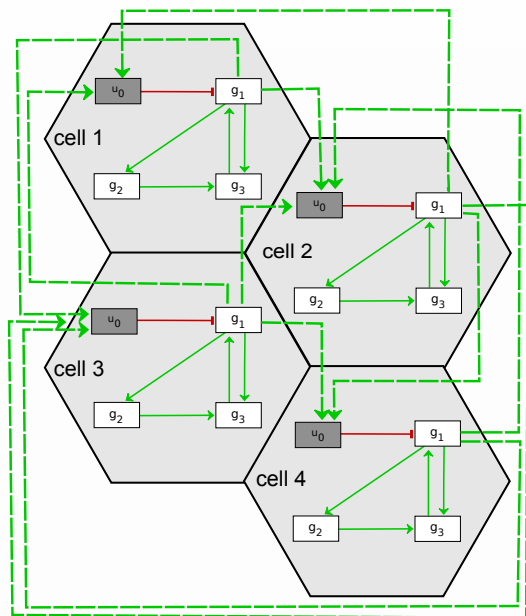 u₀ g₁
cell 1
g₂ g₃
u₀ g₁
cell 2
g₂ g₃
u₀ g₁
cell 3
g₂ g₃
u₀ g₁
cell 4
g₂ g₃